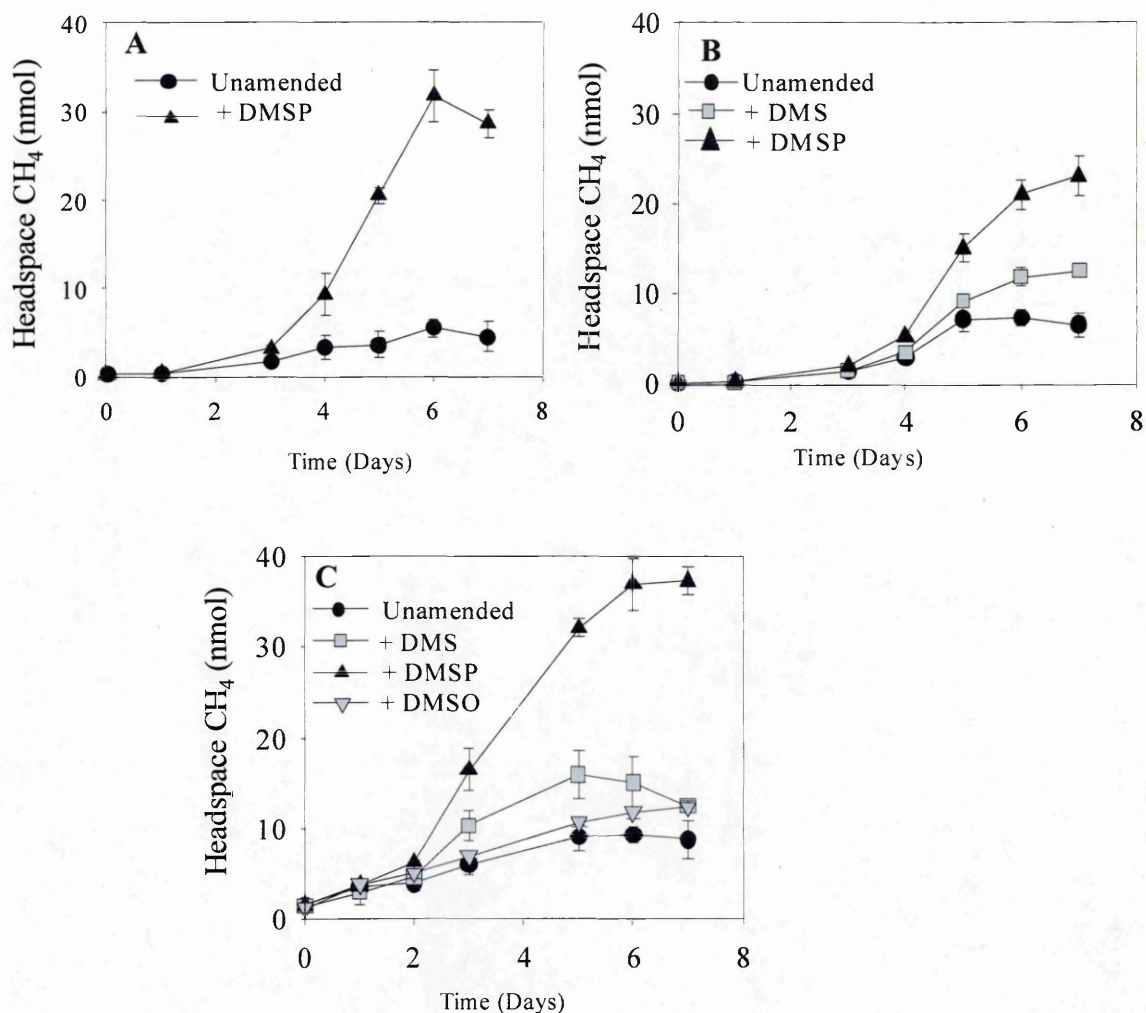 A
Unamended
+ DMSP
Headspace CH₄ (nmol)
40
30
20
10
0
0 2 4 6 8
Time (Days)
B
Unamended
+ DMS
+ DMSP
Headspace CH₄ (nmol)
40
30
20
10
0
0 2 4 6 8
Time (Days)
C
Unamended
+ DMS
+ DMSP
+ DMSO
Headspace CH₄ (nmol)
40
30
20
10
0
0 2 4 6 8
Time (Days)